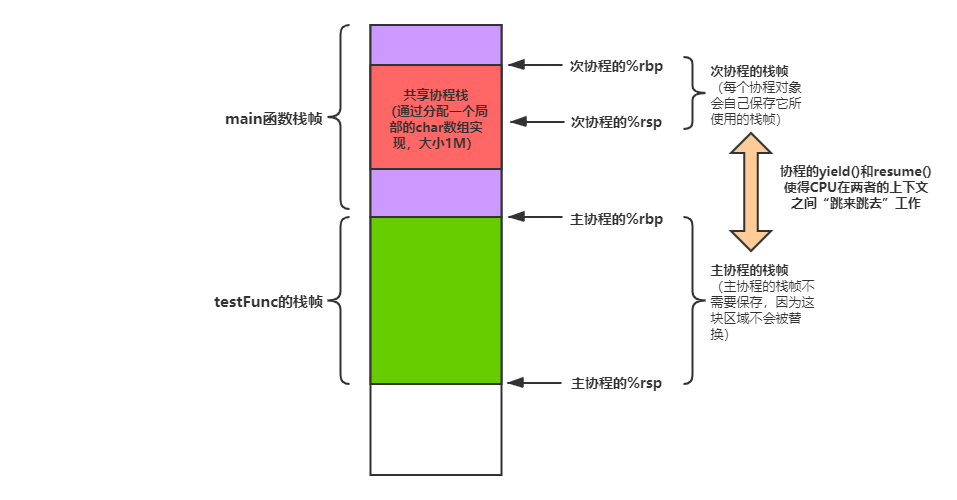 main函数栈帧
共享协程栈
（通过分配一个局
部的char数组实
现，大小1M）
次协程的%rbp
次协程的%rsp
次协程的栈帧
（每个协程对象
会自己保存它所
使用的栈帧）
协程的yield()和resume()
使得CPU在两者的上下文
之间“跳来跳去”工作
主协程的%rbp
testFunc的栈帧
主协程的栈帧
（主协程的栈帧不
需要保存，因为这
块区域不会被替
换）
主协程的%rsp